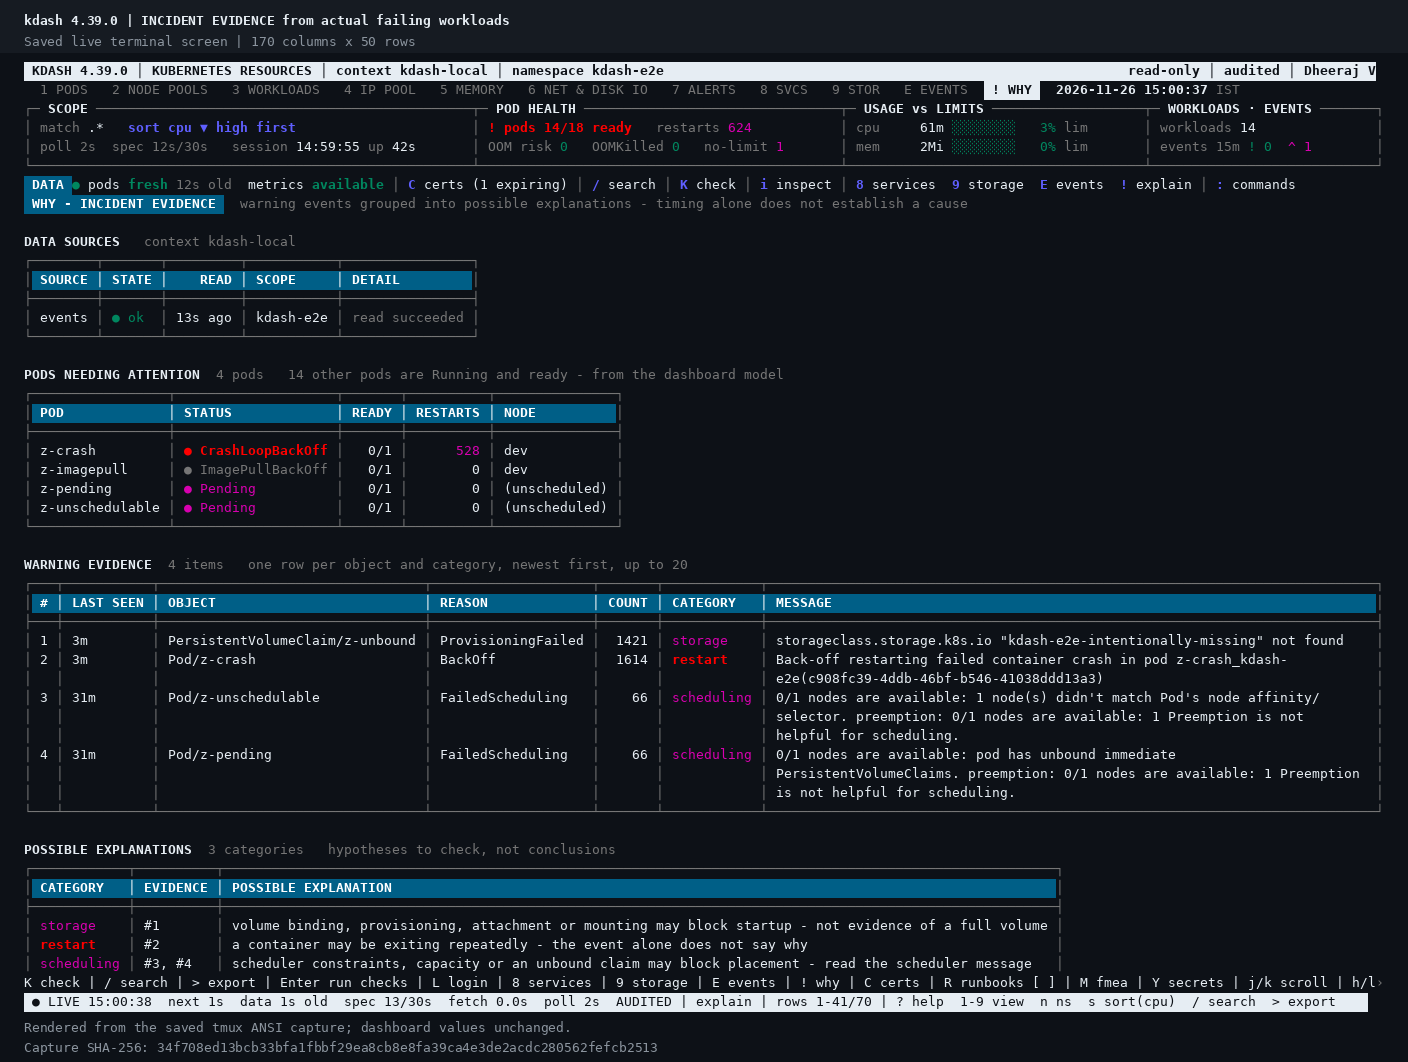 kdash 4.39.0 | INCIDENT EVIDENCE from actual failing workloads
Saved live terminal screen | 170 columns x 50 rows
KDASH 4.39.0 │ KUBERNETES RESOURCES │ context kdash-local │ namespace kdash-e2e read-only │ audited │ Dheeraj V
1 PODS 2 NODE POOLS 3 WORKLOADS 4 IP POOL 5 MEMORY 6 NET & DISK IO 7 ALERTS 8 SVCS 9 STOR E EVENTS ! WHY 2026-11-26 15:00:37 IST
SCOPE POD HEALTH USAGE vs LIMITS WORKLOADS · EVENTS
match .* sort cpu ▼ high first │ ! pods 14/18 ready restarts 624 │ cpu 61m 3% lim │ workloads 14
poll 2s spec 12s/30s session 14:59:55 up 42s │ OOM risk 0 OOMKilled 0 no-limit 1 │ mem 2Mi 0% lim │ events 15m ! 0 ^ 1
DATA ● pods fresh 12s old metrics available │ C certs (1 expiring) │ / search │ K check │ i inspect │ 8 services 9 storage E events ! explain │ : commands
WHY - INCIDENT EVIDENCE warning events grouped into possible explanations - timing alone does not establish a cause
DATA SOURCES context kdash-local
SOURCE │ STATE │ READ │ SCOPE │ DETAIL
events │ ● ok │ 13s ago │ kdash-e2e │ read succeeded
PODS NEEDING ATTENTION 4 pods 14 other pods are Running and ready - from the dashboard model
POD │ STATUS │ READY │ RESTARTS │ NODE
z-crash │ ● CrashLoopBackOff │ 0/1 │ 528 │ dev
z-imagepull │ ● ImagePullBackOff │ 0/1 │ 0 │ dev
z-pending │ ● Pending │ 0/1 │ 0 │ (unscheduled)
z-unschedulable │ ● Pending │ 0/1 │ 0 │ (unscheduled)
WARNING EVIDENCE 4 items one row per object and category, newest first, up to 20
# │ LAST SEEN │ OBJECT │ REASON │ COUNT │ CATEGORY │ MESSAGE
1 │ 3m │ PersistentVolumeClaim/z-unbound │ ProvisioningFailed │ 1421 │ storage │ storageclass.storage.k8s.io "kdash-e2e-intentionally-missing" not found
2 │ 3m │ Pod/z-crash │ BackOff │ 1614 │ restart │ Back-off restarting failed container crash in pod z-crash_kdash-
e2e(c908fc39-4ddb-46bf-b546-41038ddd13a3)
3 │ 31m │ Pod/z-unschedulable │ FailedScheduling │ 66 │ scheduling │ 0/1 nodes are available: 1 node(s) didn't match Pod's node affinity/
selector. preemption: 0/1 nodes are available: 1 Preemption is not
helpful for scheduling.
4 │ 31m │ Pod/z-pending │ FailedScheduling │ 66 │ scheduling │ 0/1 nodes are available: pod has unbound immediate
PersistentVolumeClaims. preemption: 0/1 nodes are available: 1 Preemption
is not helpful for scheduling.
POSSIBLE EXPLANATIONS 3 categories hypotheses to check, not conclusions
CATEGORY │ EVIDENCE │ POSSIBLE EXPLANATION
storage │ #1 │ volume binding, provisioning, attachment or mounting may block startup - not evidence of a full volume
restart │ #2 │ a container may be exiting repeatedly - the event alone does not say why
scheduling │ #3, #4 │ scheduler constraints, capacity or an unbound claim may block placement - read the scheduler message
K check | / search | > export | Enter run checks | L login | 8 services | 9 storage | E events | ! why | C certs | R runbooks [ ] | M fmea | Y secrets | j/k scroll | h/l›
● LIVE 15:00:38 next 1s data 1s old spec 13/30s fetch 0.0s poll 2s AUDITED | explain | rows 1-41/70 | ? help 1-9 view n ns s sort(cpu) / search > export
Rendered from the saved tmux ANSI capture; dashboard values unchanged.
Capture SHA-256: 34f708ed13bcb33bfa1fbbf29ea8cb8e8fa39ca4e3de2acdc280562fefcb2513